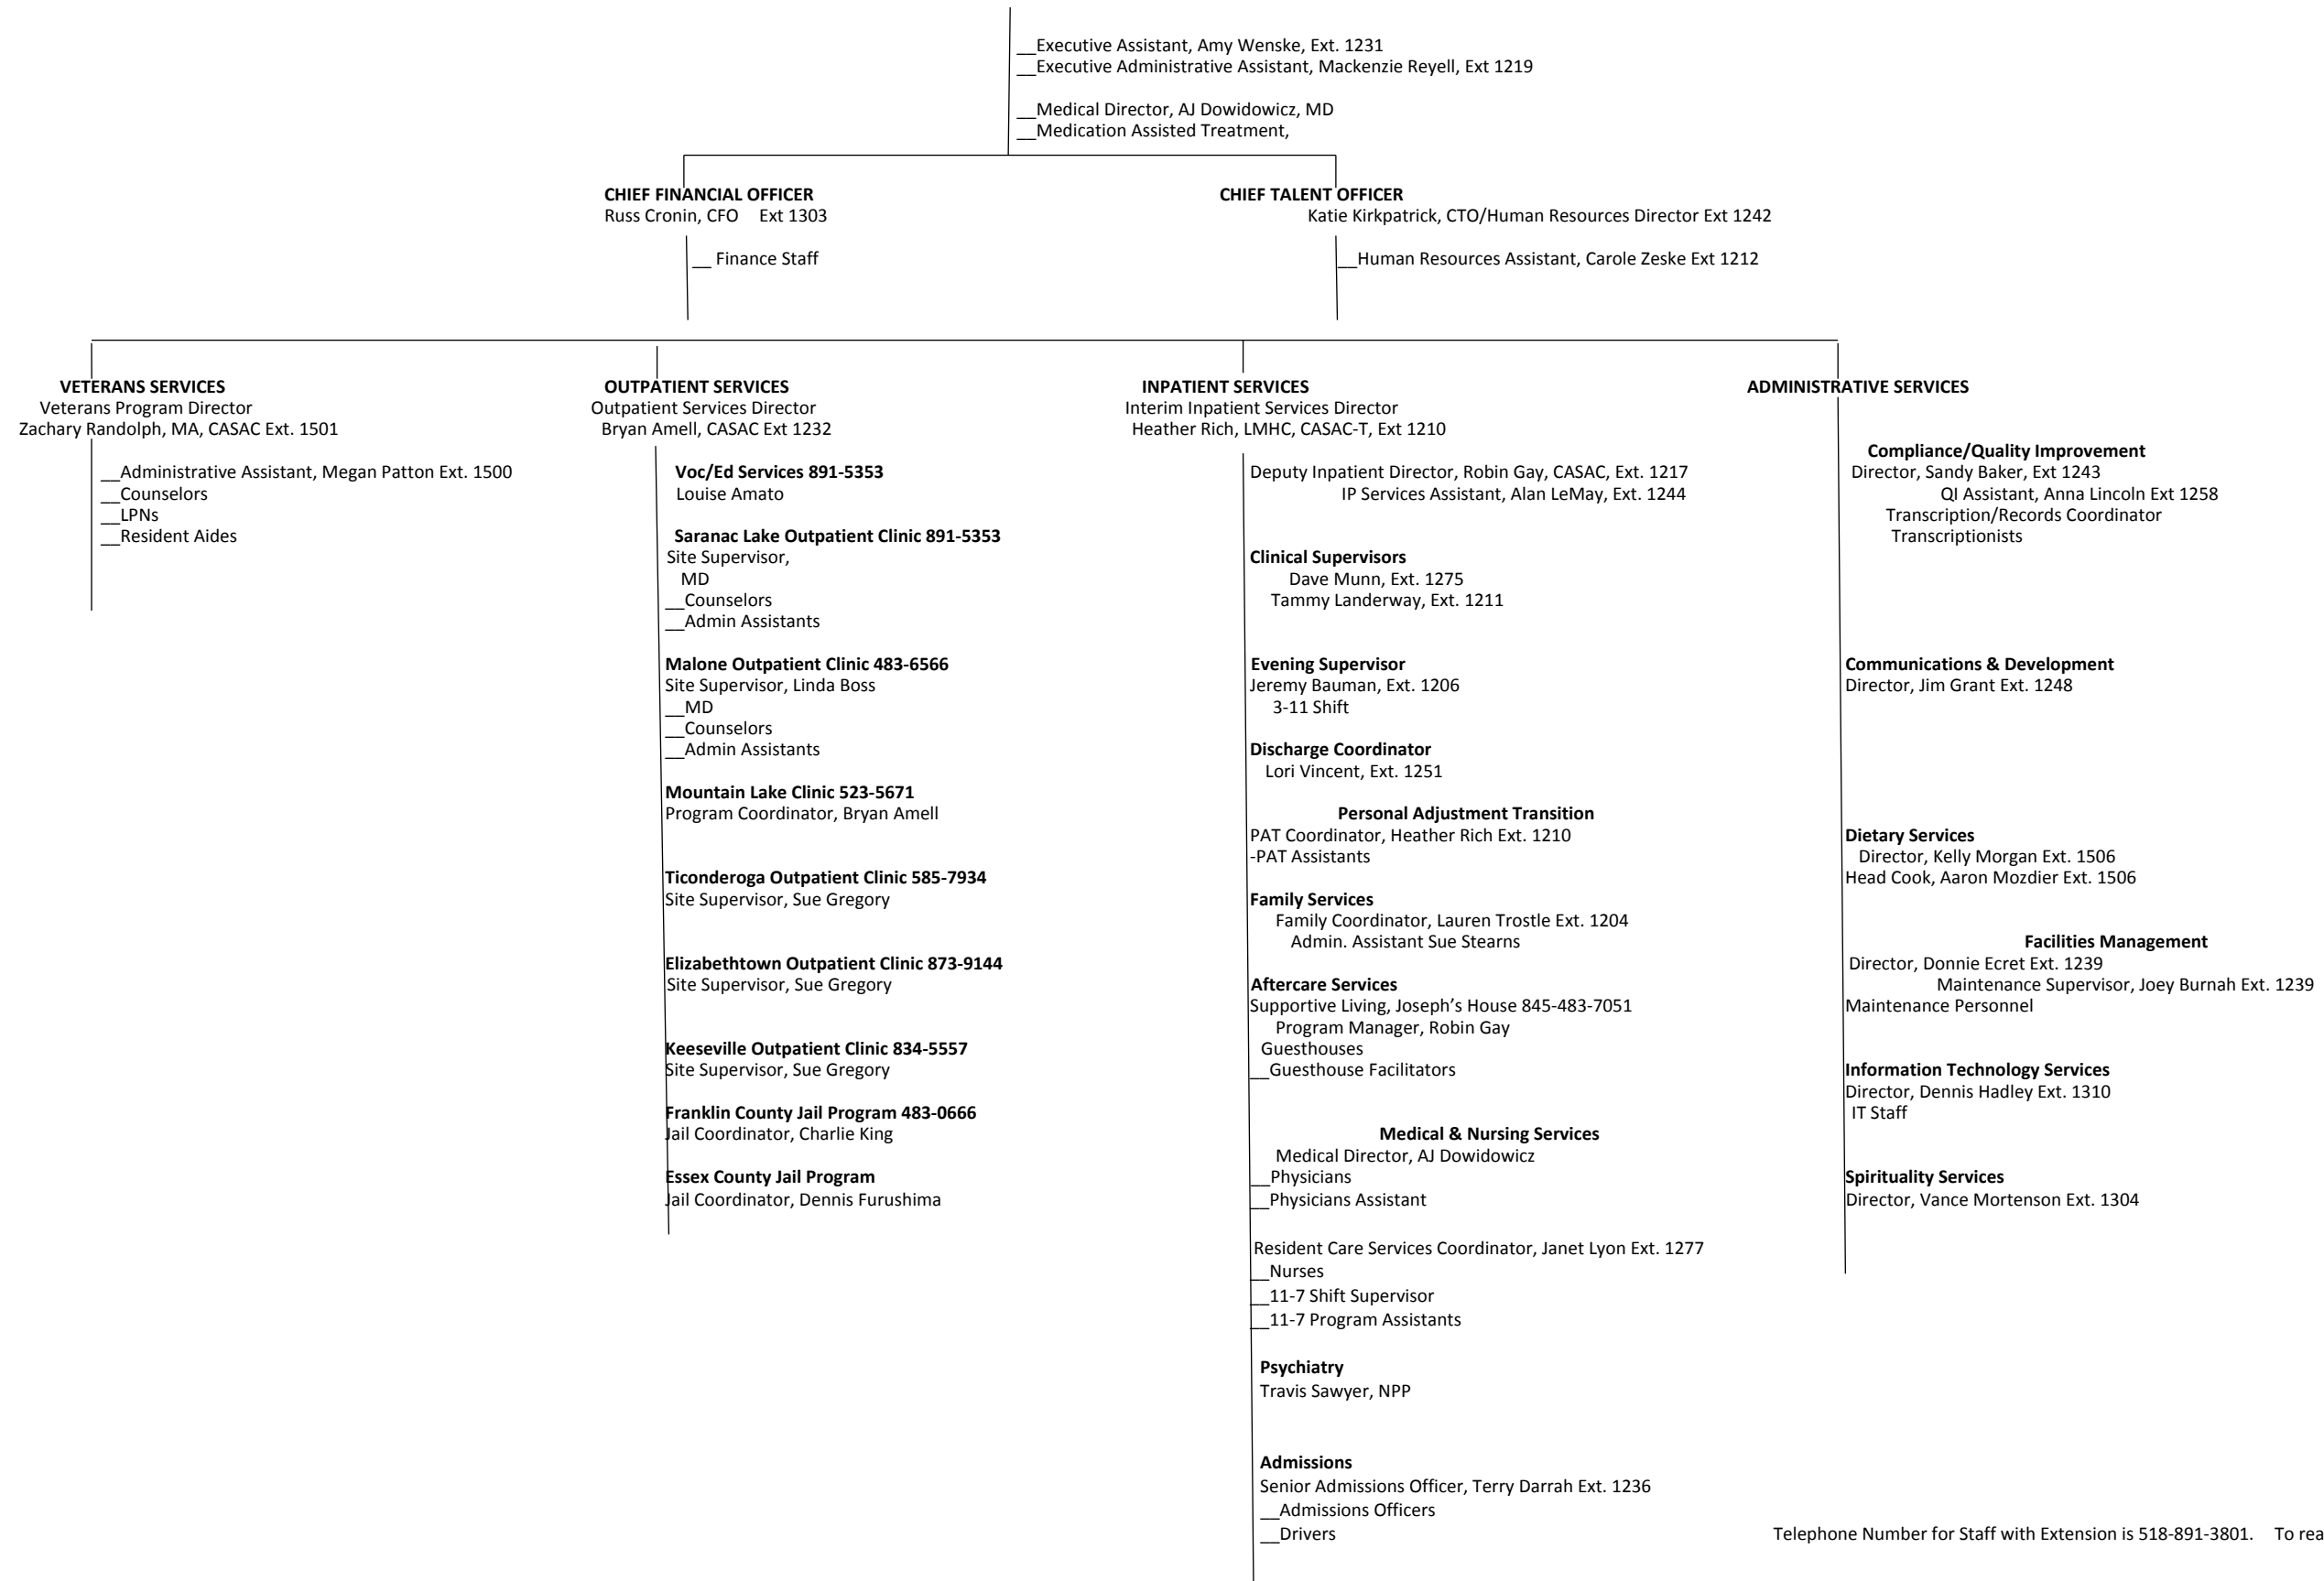 __Executive Assistant, Amy Wenske, Ext. 1231
__Executive Administrative Assistant, Mackenzie Reyell, Ext 1219
__Medical Director, AJ Dowidowicz, MD
__Medication Assisted Treatment,
CHIEF FINANCIAL OFFICER
Russ Cronin, CFO Ext 1303
__ Finance Staff
CHIEF TALENT OFFICER
Katie Kirkpatrick, CTO/Human Resources Director Ext 1242
__Human Resources Assistant, Carole Zeske Ext 1212
VETERANS SERVICES
Veterans Program Director
Zachary Randolph, MA, CASAC Ext. 1501
__Administrative Assistant, Megan Patton Ext. 1500
__Counselors
__LPNs
__Resident Aides
OUTPATIENT SERVICES
Outpatient Services Director
Bryan Amell, CASAC Ext 1232
Voc/Ed Services 891-5353
Louise Amato
Saranac Lake Outpatient Clinic 891-5353
Site Supervisor,
MD
__Counselors
__Admin Assistants
Malone Outpatient Clinic 483-6566
Site Supervisor, Linda Boss
__MD
__Counselors
__Admin Assistants
Mountain Lake Clinic 523-5671
Program Coordinator, Bryan Amell
Ticonderoga Outpatient Clinic 585-7934
Site Supervisor, Sue Gregory
Elizabethtown Outpatient Clinic 873-9144
Site Supervisor, Sue Gregory
Keeseville Outpatient Clinic 834-5557
Site Supervisor, Sue Gregory
Franklin County Jail Program 483-0666
Jail Coordinator, Charlie King
Essex County Jail Program
Jail Coordinator, Dennis Furushima
INPATIENT SERVICES
Interim Inpatient Services Director
Heather Rich, LMHC, CASAC-T, Ext 1210
Deputy Inpatient Director, Robin Gay, CASAC, Ext. 1217
IP Services Assistant, Alan LeMay, Ext. 1244
Clinical Supervisors
Dave Munn, Ext. 1275
Tammy Landerway, Ext. 1211
Evening Supervisor
Jeremy Bauman, Ext. 1206
3-11 Shift
Discharge Coordinator
Lori Vincent, Ext. 1251
Personal Adjustment Transition
PAT Coordinator, Heather Rich Ext. 1210
-PAT Assistants
Family Services
Family Coordinator, Lauren Trostle Ext. 1204
Admin. Assistant Sue Stearns
Aftercare Services
Supportive Living, Joseph’s House 845-483-7051
Program Manager, Robin Gay
Guesthouses
__Guesthouse Facilitators
Medical & Nursing Services
Medical Director, AJ Dowidowicz
__Physicians
__Physicians Assistant
Resident Care Services Coordinator, Janet Lyon Ext. 1277
__Nurses
__11-7 Shift Supervisor
__11-7 Program Assistants
Psychiatry
Travis Sawyer, NPP
Admissions
Senior Admissions Officer, Terry Darrah Ext. 1236
__Admissions Officers
__Drivers
ADMINISTRATIVE SERVICES
Compliance/Quality Improvement
Director, Sandy Baker, Ext 1243
QI Assistant, Anna Lincoln Ext 1258
Transcription/Records Coordinator
Transcriptionists
Communications & Development
Director, Jim Grant Ext. 1248
Dietary Services
Director, Kelly Morgan Ext. 1506
Head Cook, Aaron Mozdier Ext. 1506
Facilities Management
Director, Donnie Ecret Ext. 1239
Maintenance Supervisor, Joey Burnah Ext. 1239
Maintenance Personnel
Information Technology Services
Director, Dennis Hadley Ext. 1310
IT Staff
Spirituality Services
Director, Vance Mortenson Ext. 1304
Telephone Number for Staff with Extension is 518-891-3801. To rea